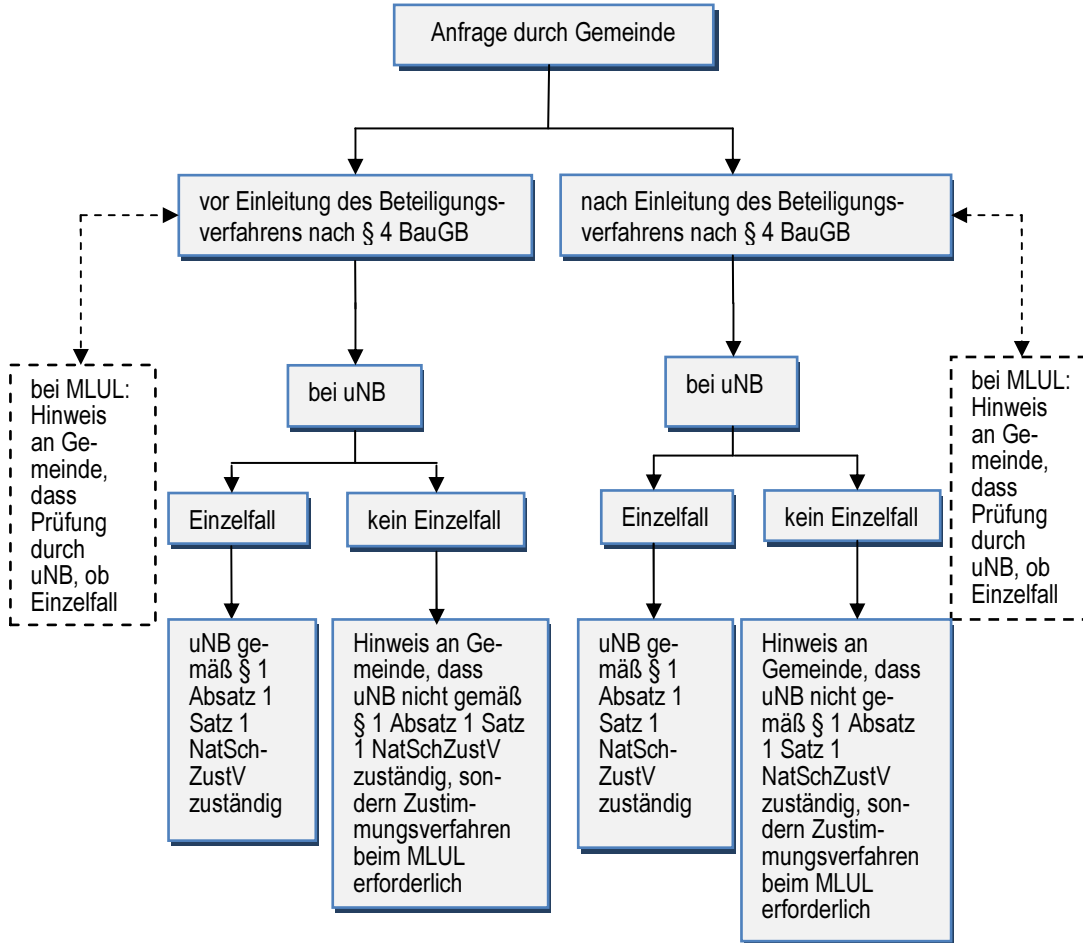 Anfrage durch Gemeinde
vor Einleitung des Beteiligungs-
verfahrens nach § 4 BauGB
nach Einleitung des Beteiligungs-
verfahrens nach § 4 BauGB
bei MLUL:
Hinweis
an Ge-
meinde,
dass
Prüfung
durch
uNB, ob
Einzelfall
bei uNB
bei uNB
bei MLUL:
Hinweis
an Ge-
meinde,
dass
Prüfung
durch
uNB, ob
Einzelfall
Einzelfall
kein Einzelfall
Einzelfall
kein Einzelfall
uNB ge-
mäß § 1
Absatz 1
Satz 1
NatSch-
ZustV
zuständig
Hinweis an Ge-
meinde, dass
uNB nicht gemäß
§ 1 Absatz 1 Satz
1 NatSchZustV
zuständig, son-
dern Zustim-
mungsverfahren
beim MLUL
erforderlich
uNB ge-
mäß § 1
Absatz 1
Satz 1
NatSch-
ZustV
zuständig
Hinweis an
Gemeinde, dass
uNB nicht ge-
mäß § 1 Absatz
1 Satz 1
NatSchZustV
zuständig, son-
dern Zustim-
mungsverfahren
beim MLUL
erforderlich